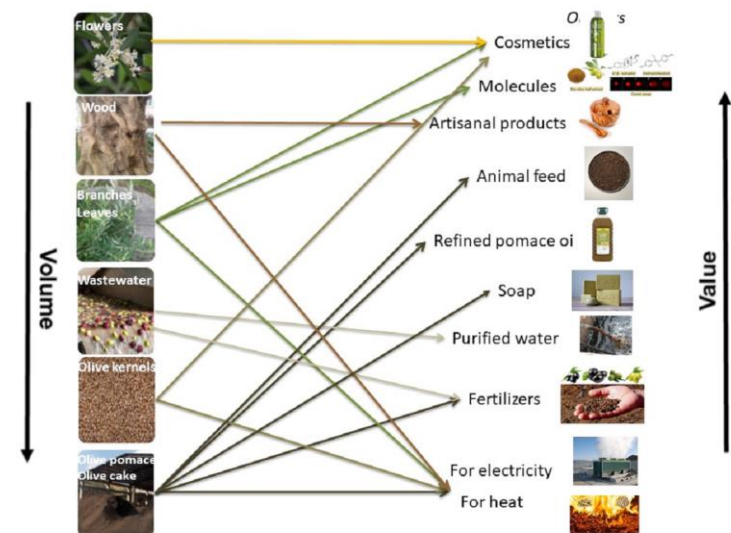 Flowers
Wood
Branches
Leaves
Wastewater
Olive kernels
Olive pomace
Olive cake
Volume
Cosmetics
Molecules
Artisanal products
Animal feed
Refined pomace oi
Soap
Purified water
Fertilizers
For electricity
For heat
Value